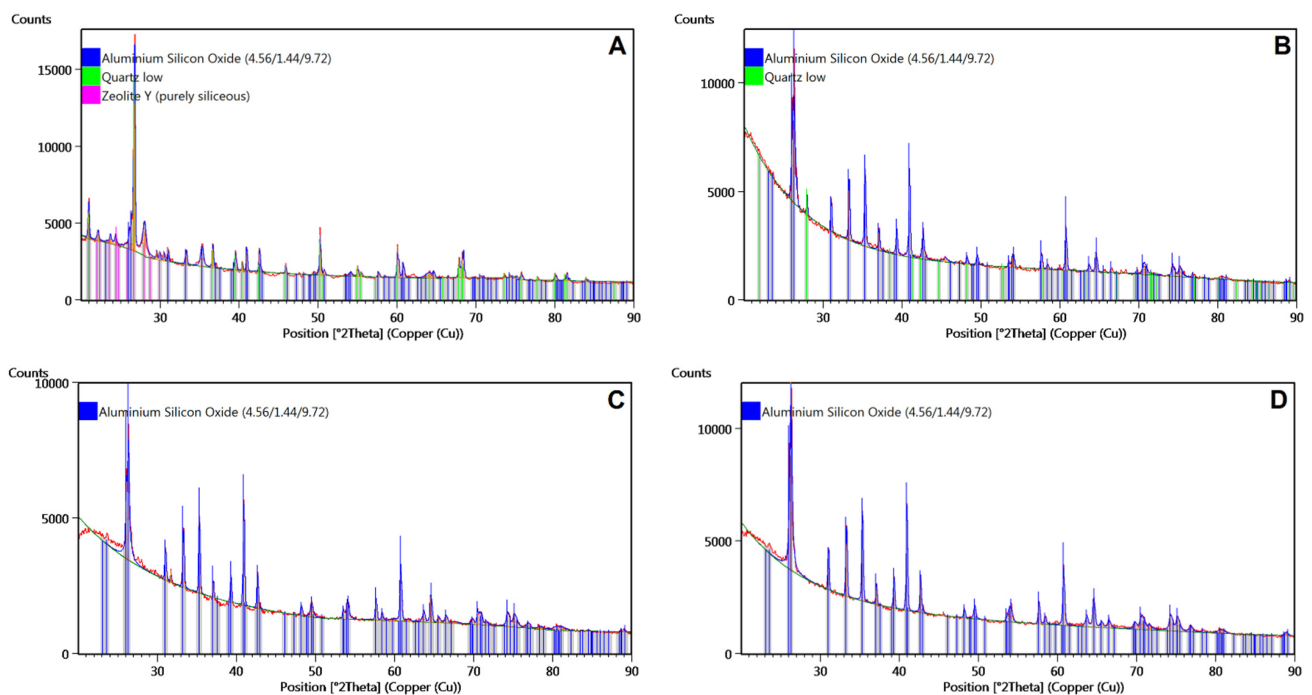 Counts
A
Aluminium Silicon Oxide (4.56/1.44/9.72)
Quartz low
Zeolite Y (purely siliceous)
15000
10000
5000
0
30 40 50 60 70 80 90
Position [°2Theta] (Copper (Cu))
Counts
B
Aluminium Silicon Oxide (4.56/1.44/9.72)
Quartz low
10000
5000
0
30 40 50 60 70 80 90
Position [°2Theta] (Copper (Cu))
Counts
10000
C
Aluminium Silicon Oxide (4.56/1.44/9.72)
5000
0
30 40 50 60 70 80 90
Position [°2Theta] (Copper (Cu))
Counts
D
Aluminium Silicon Oxide (4.56/1.44/9.72)
10000
5000
0
30 40 50 60 70 80 90
Position [°2Theta] (Copper (Cu))